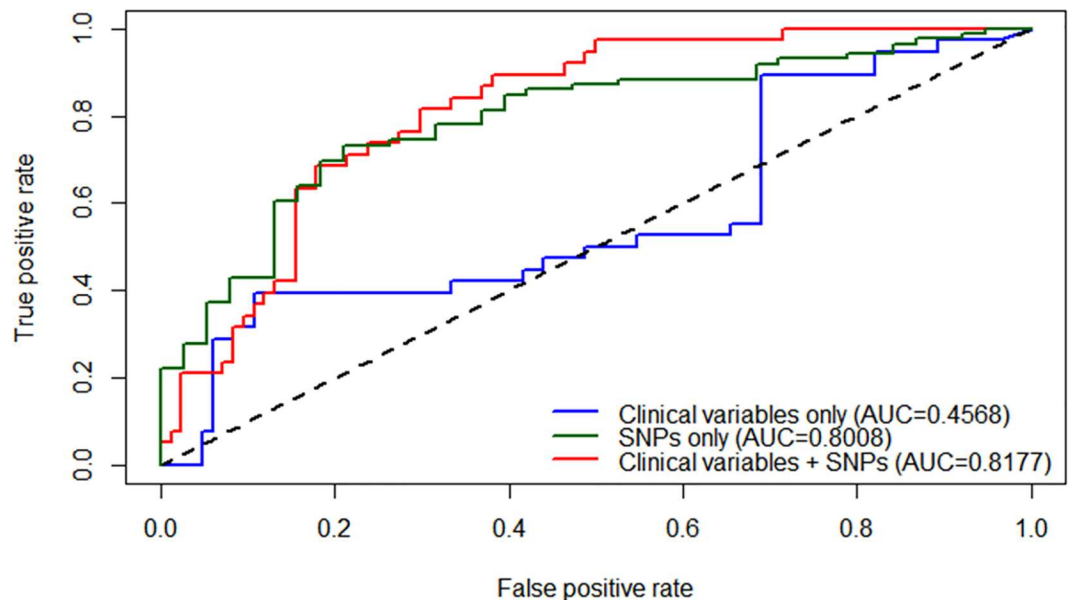 True positive rate
1.0
0.8
0.6
0.4
0.2
0.0
Clinical variables only (AUC=0.4568)
SNPs only (AUC=0.8008)
Clinical variables + SNPs (AUC=0.8177)
0.0 0.2 0.4 0.6 0.8 1.0
False positive rate